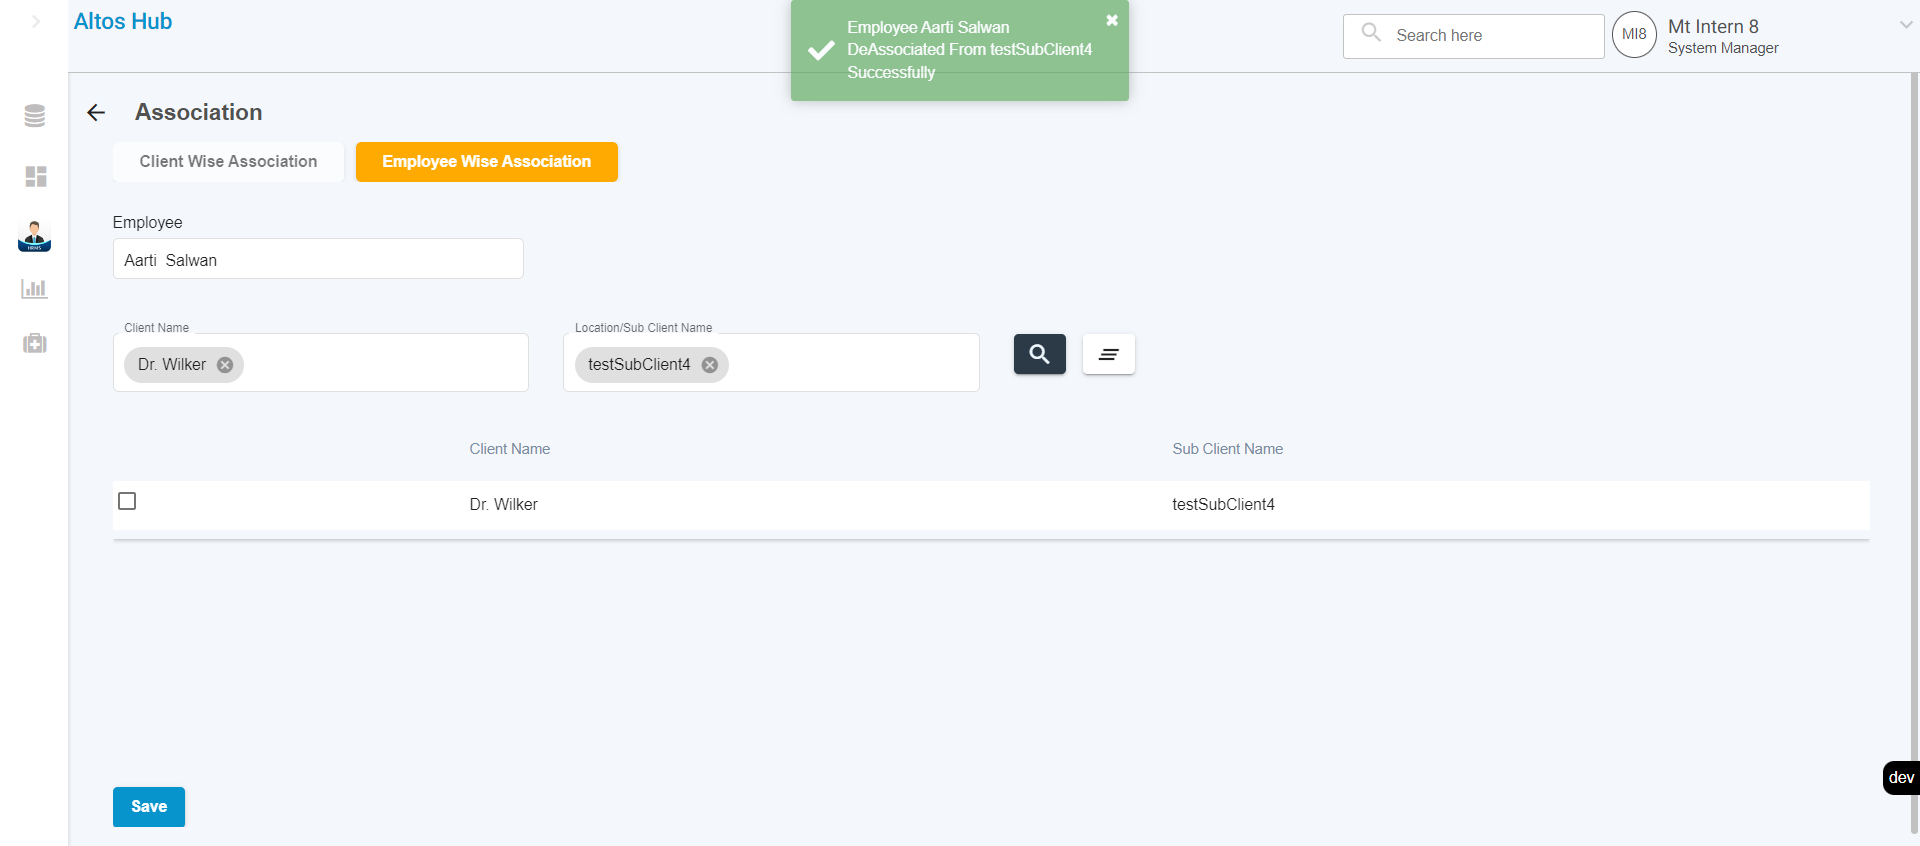 Altos Hub
Employee Aarti Salwan
DeAssociated From testSubClient4
Successfully
Search here
MI8
Mt Intern 8
System Manager
Association
Client Wise Association
Employee Wise Association
Employee
Aarti  Salwan
Client Name
Dr. Wilker
Location/Sub Client Name
testSubClient4
Client Name
Sub Client Name
Dr. Wilker
testSubClient4
Save
dev
HRMS